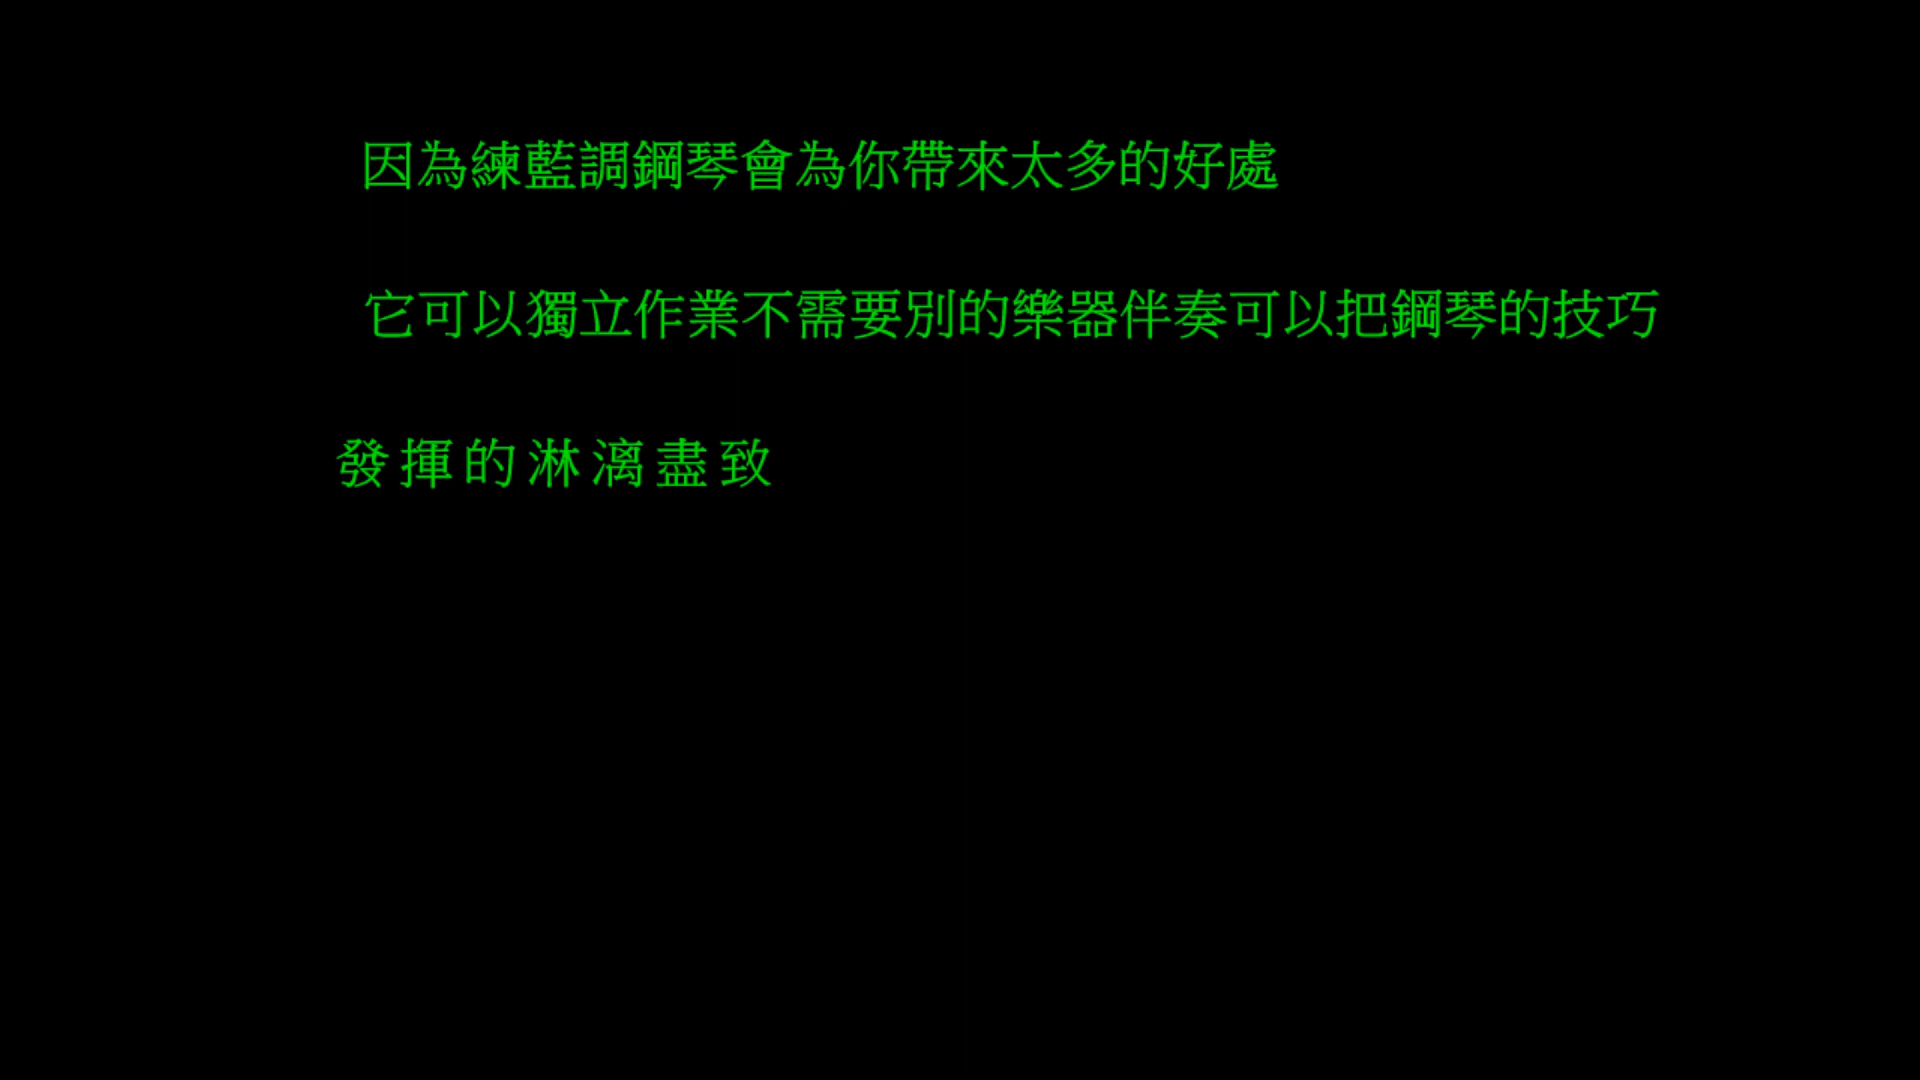 因為練藍調鋼琴會為你帶來太多的好處
它可以獨立作業不需要別的樂器伴奏可以把鋼琴的技巧
發揮的淋漓盡致